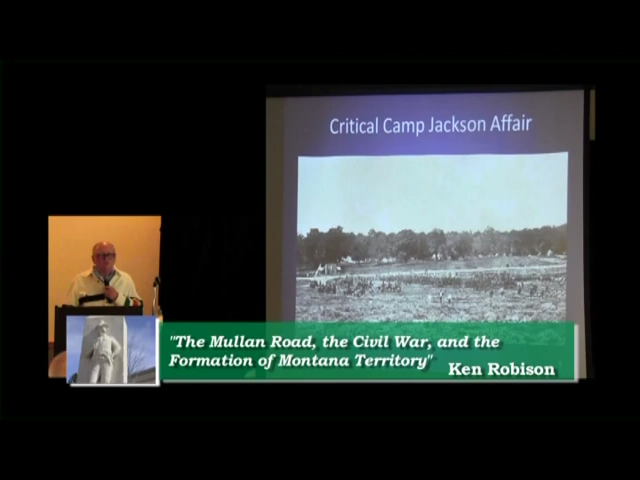 Critical Camp Jackson Affair
"The Mullan Road, the Civil War, and the
Formation of Montana Territory"
Ken Robison